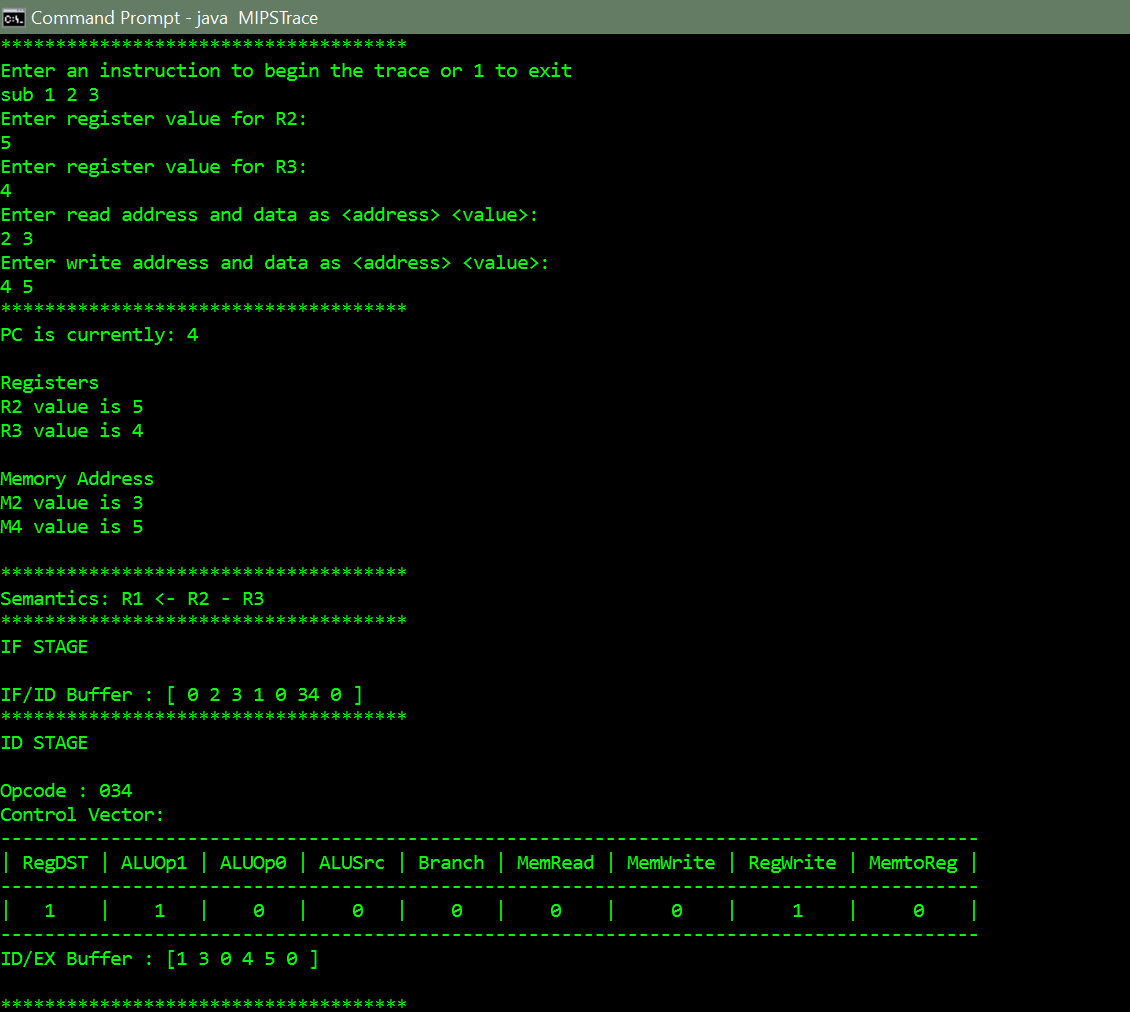 Command Prompt - java  MIPSTrace
*************************************
Enter an instruction to begin the trace or 1 to exit
sub 1 2 3
Enter register value for R2:
5
Enter register value for R3:
4
Enter read address and data as <address> <value>:
2 3
Enter write address and data as <address> <value>:
4 5
*************************************
PC is currently: 4
Registers
R2 value is 5
R3 value is 4
Memory Address
M2 value is 3
M4 value is 5
*************************************
Semantics: R1 <- R2 - R3
*************************************
IF STAGE
IF/ID Buffer : [ 0 2 3 1 0 34 0 ]
*************************************
ID STAGE
Opcode : 034
Control Vector:
-----------------------------------------------------------------------------------------
| RegDST | ALUOp1 | ALUOp0 | ALUSrc | Branch | MemRead | MemWrite | RegWrite | MemtoReg |
-----------------------------------------------------------------------------------------
|   1    |    1   |    0   |    0   |    0   |    0    |     0    |     1    |     0    |
-----------------------------------------------------------------------------------------
ID/EX Buffer : [1 3 0 4 5 0 ]
*************************************